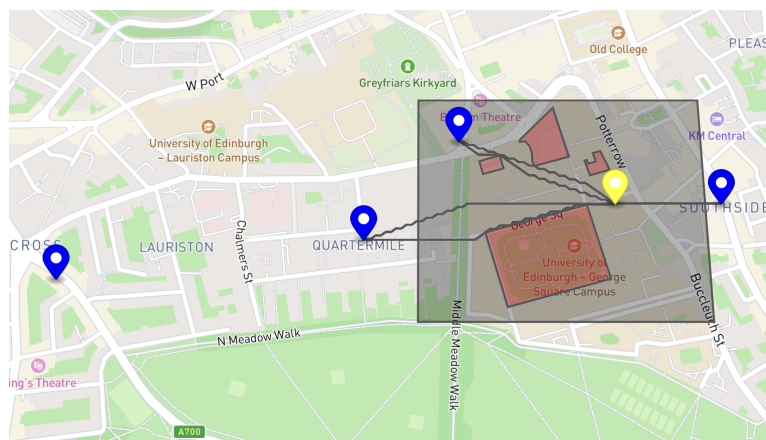 PLEAS
Old College
W Port
Greyfriars Kirkyard
Potterrow
KM Central
University of Edinburgh
– Lauriston Campus
SOUTHSIDE
George Sq
CROSS
LAURISTON
Chalmers St
QUARTERMILE
University of
Edinburgh – George
Square Campus
Buccleuch St
N Meadow Walk
Middle Meadow Walk
ing's Theatre
A700